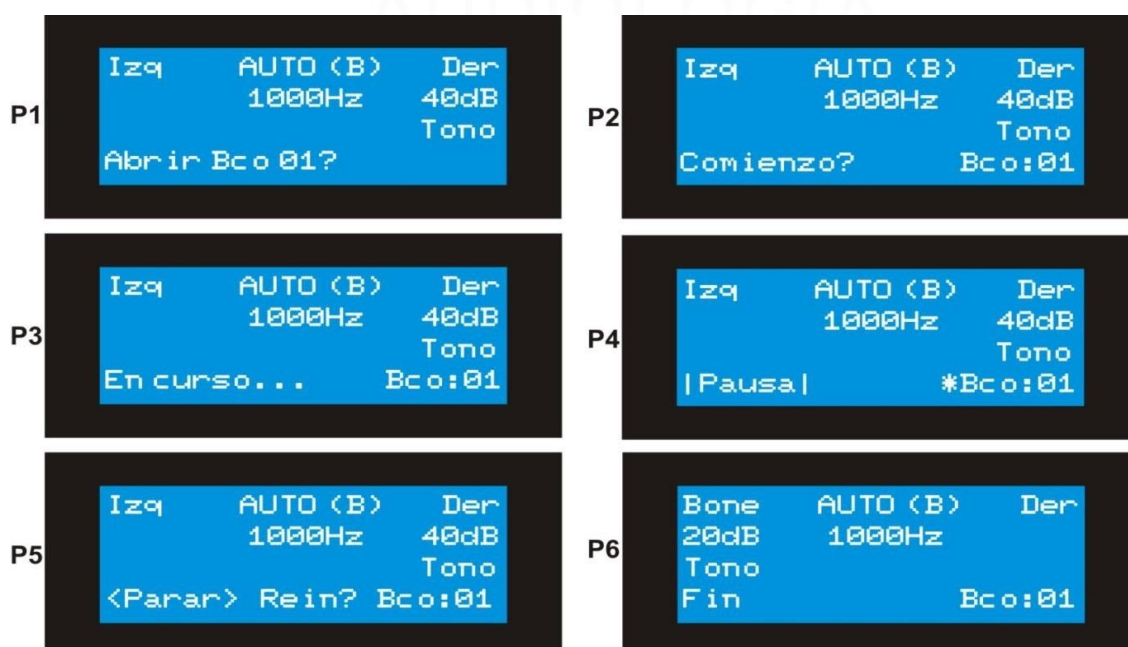 P1
Izq AUTO (B) Der
1000Hz 40dB
Tono
Abrir Bco 01?
P2
Izq AUTO (B) Der
1000Hz 40dB
Tono
Comienzo? Bco:01
P3
Izq AUTO (B) Der
1000Hz 40dB
Tono
En curso... Bco:01
P4
Izq AUTO (B) Der
1000Hz 40dB
Tono
|Pausa| *Bco:01
P5
Izq AUTO (B) Der
1000Hz 40dB
Tono
<Parar> Rein? Bco:01
P6
Bone AUTO (B) Der
20dB 1000Hz
Tono
Fin Bco:01